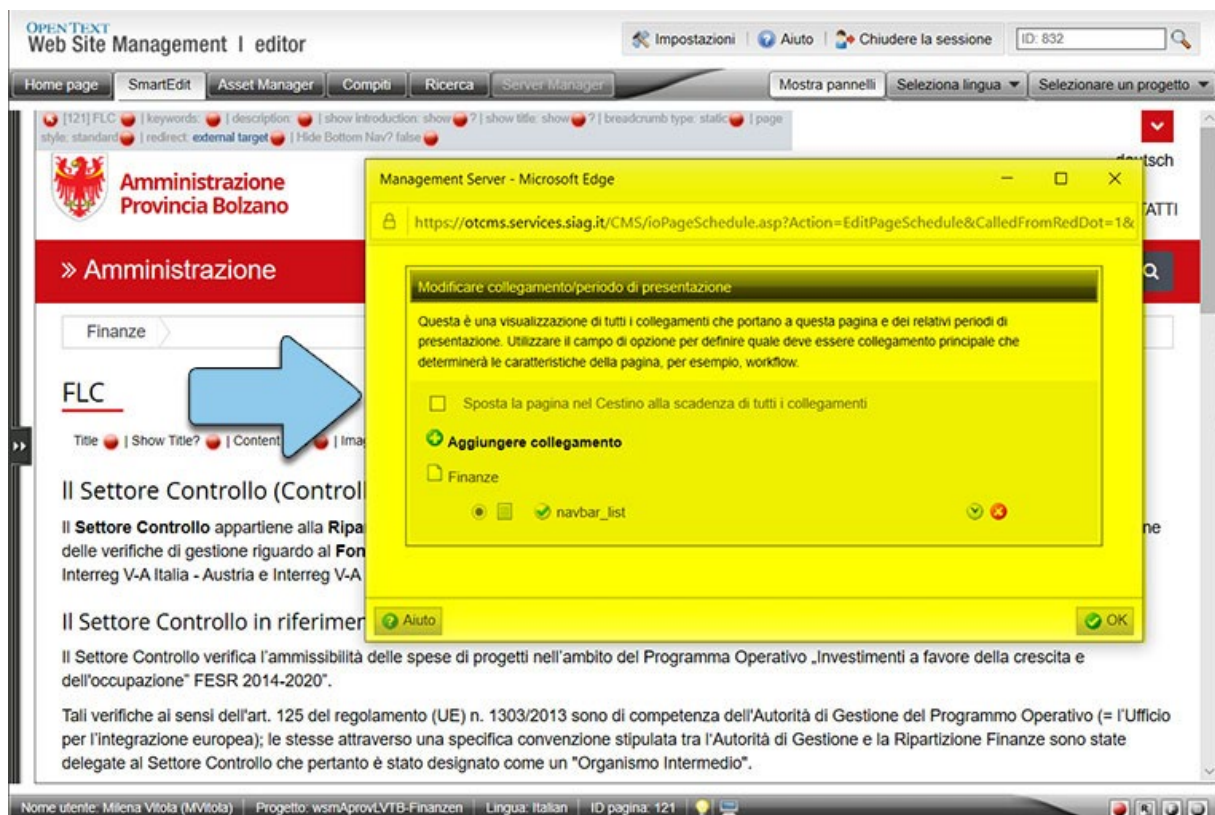 OPEN TEXT
Web Site Management | editor
Impostazioni | Aiuto | Chiudere la sessione
ID: 832
Home page
SmartEdit
Asset Manager
Compiti
Ricerca
Server Manager
Mostra pannelli
Seleziona lingua
Selezionare un progetto
[121] FLC | keywords: | description: | show introduction: show ? | show title: show ? | breadcrumb type: static | page
style: standard | redirect: external target | Hide Bottom Nav? false
deutsch
Amministrazione
Provincia Bolzano
TATTI
» Amministrazione
Finanze
FLC
Title | Show Title? | Content | Ima
Il Settore Controllo (Controll
Il Settore Controllo appartiene alla Ripa
ne
delle verifiche di gestione riguardo al Fon
Interreg V-A Italia - Austria e Interreg V-A
Il Settore Contrllo in riferimer
Il Settore Controllo verifica l'ammissibilità delle spese di progetti nell'ambito del Programma Operativo „Investimenti a favore della crescita e
dell'occupazione" FESR 2014-2020".
Tali verifiche ai sensi dell'art. 125 del regolamento (UE) n. 1303/2013 sono di competenza dell'Autorità di Gestione del Programmo Operativo (= l'Ufficio
per l'integrazione europea); le stesse attraverso una specifica convenzione stipulata tra l'Autorità di Gestione e la Ripartizione Finanze sono state
delegate al Settore Controllo che pertanto è stato designato come un "Organismo Intermedio".
Management Server - Microsoft Edge
https://otcms.services.siag.it/CMS/ioPageSchedule.asp?Action=EditPageSchedule&CalledFromRedDot=1&
Modificare collegamento/periodo di presentazione
Questa è una visualizzazione di tutti i collegamenti che portano a questa pagina e dei relativi periodi di
presentazione. Utilizzare il campo di opzione per definire quale deve essere collegamento principale che
determinerà le caratteristiche della pagina, per esempio, workflow.
Sposta la pagina nel Cestino alla scadenza di tutti i collegamenti
Aggiungere collegamento
Finanze
navbar_list
Aiuto
OK
Nome utente: Milena Vitola (MVitola) | Progetto: wsmAprovLVTB-Finanzen | Lingua: Italian | ID pagina: 121